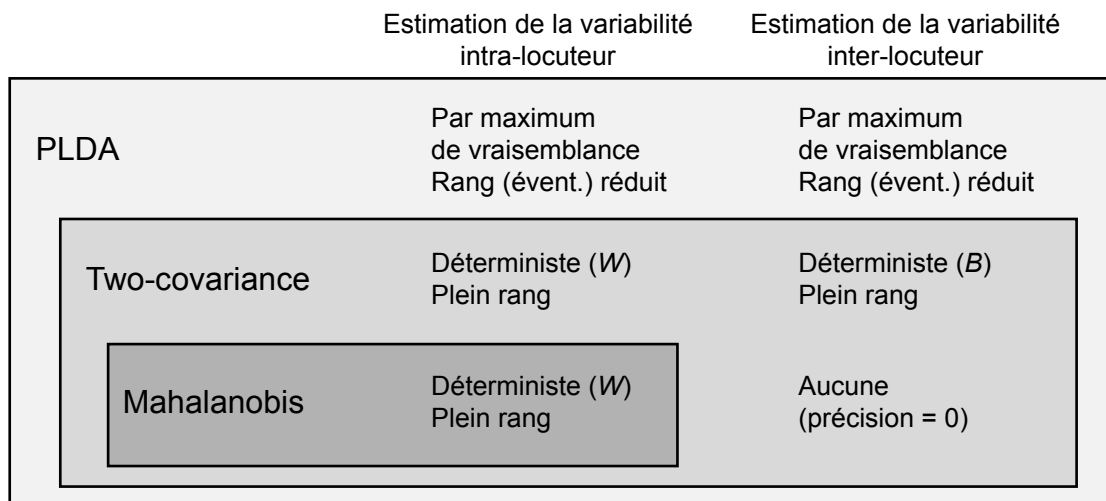 Estimation de la variabilité
intra-locuteur
Estimation de la variabilité
inter-locuteur
PLDA
Par maximum
de vraisemblance
Rang (évent.) réduit
Par maximum
de vraisemblance
Rang (évent.) réduit
Two-covariance
Déterministe (W)
Plein rang
Déterministe (B)
Plein rang
Mahalanobis
Déterministe (W)
Plein rang
Aucune
(précision = 0)